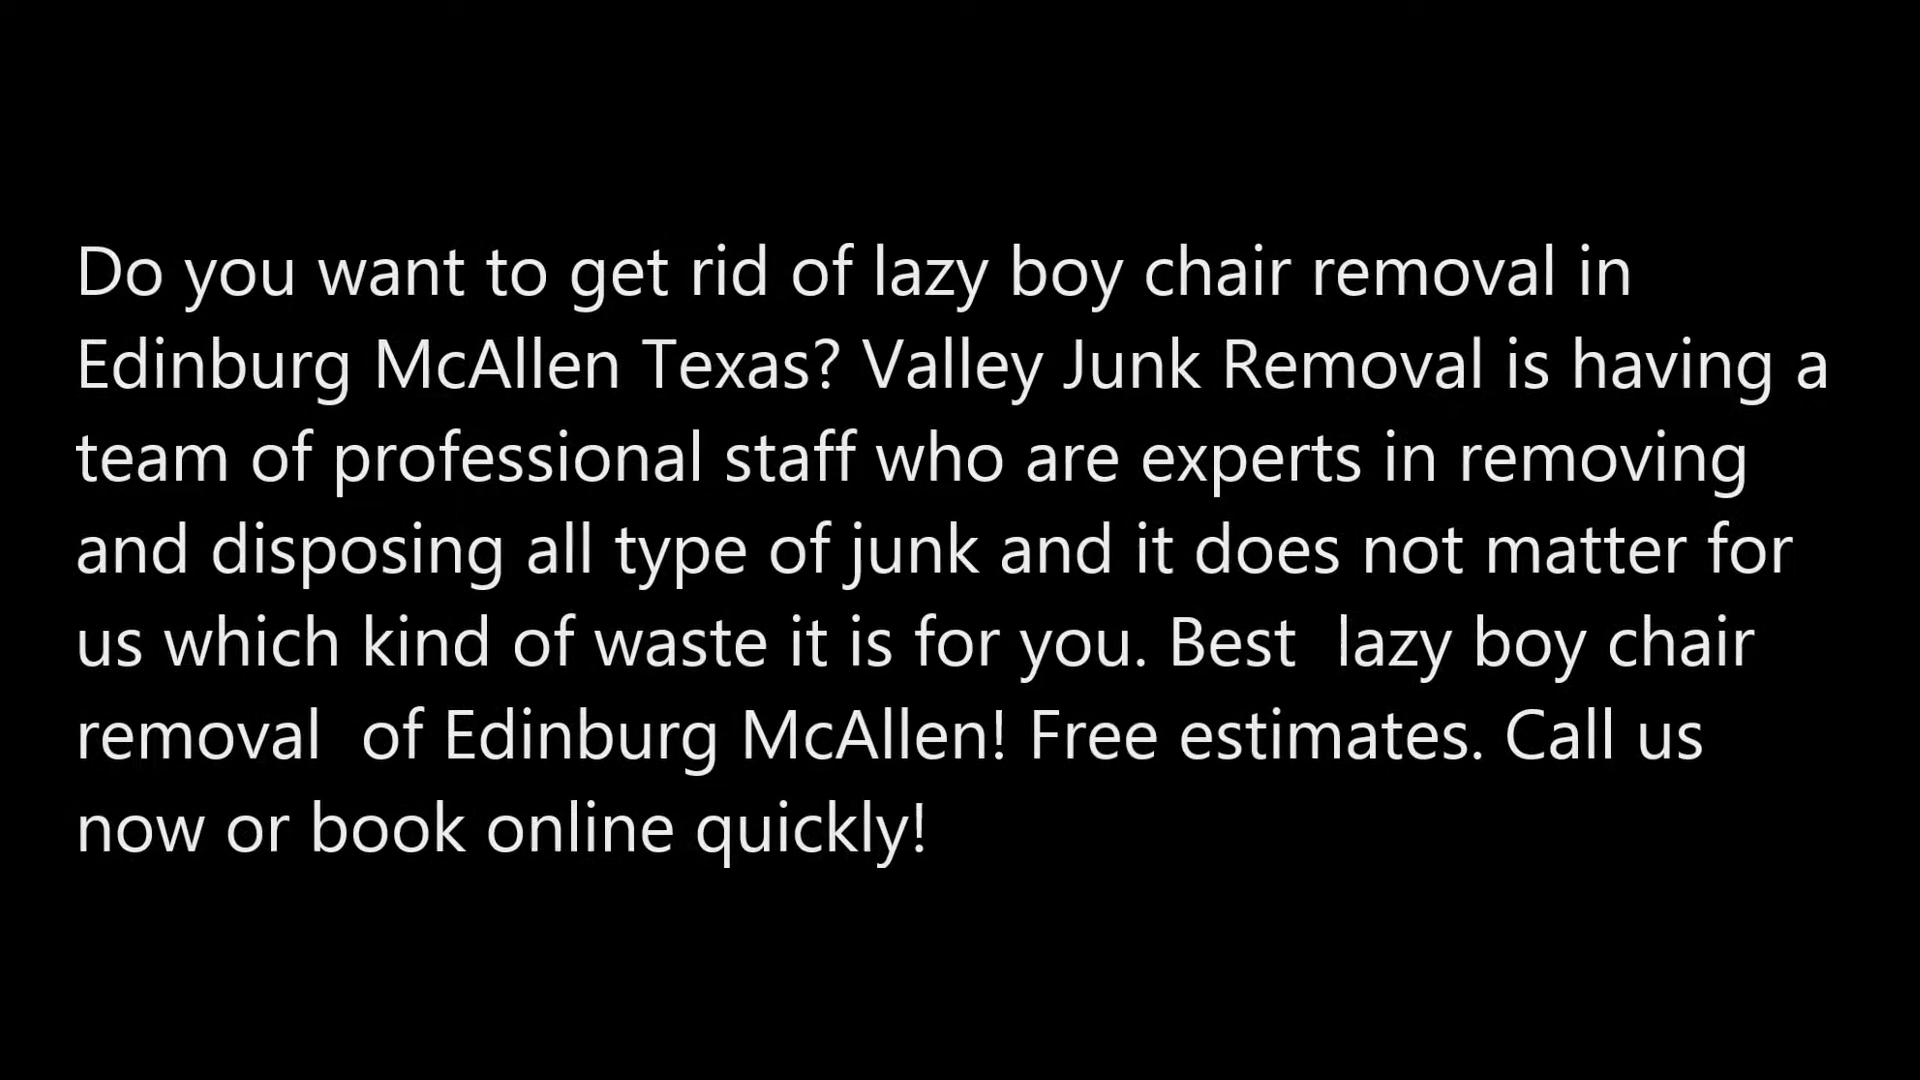 Do you want to get rid of lazy boy chair removal in
Edinburg McAllen Texas? Valley Junk Removal is having a
team of professional staff who are experts in removing
and disposing all type of junk and it does not matter for
us which kind of waste it is for you. Best  lazy boy chair
removal  of Edinburg McAllen! Free estimates. Call us
now or book online quickly!